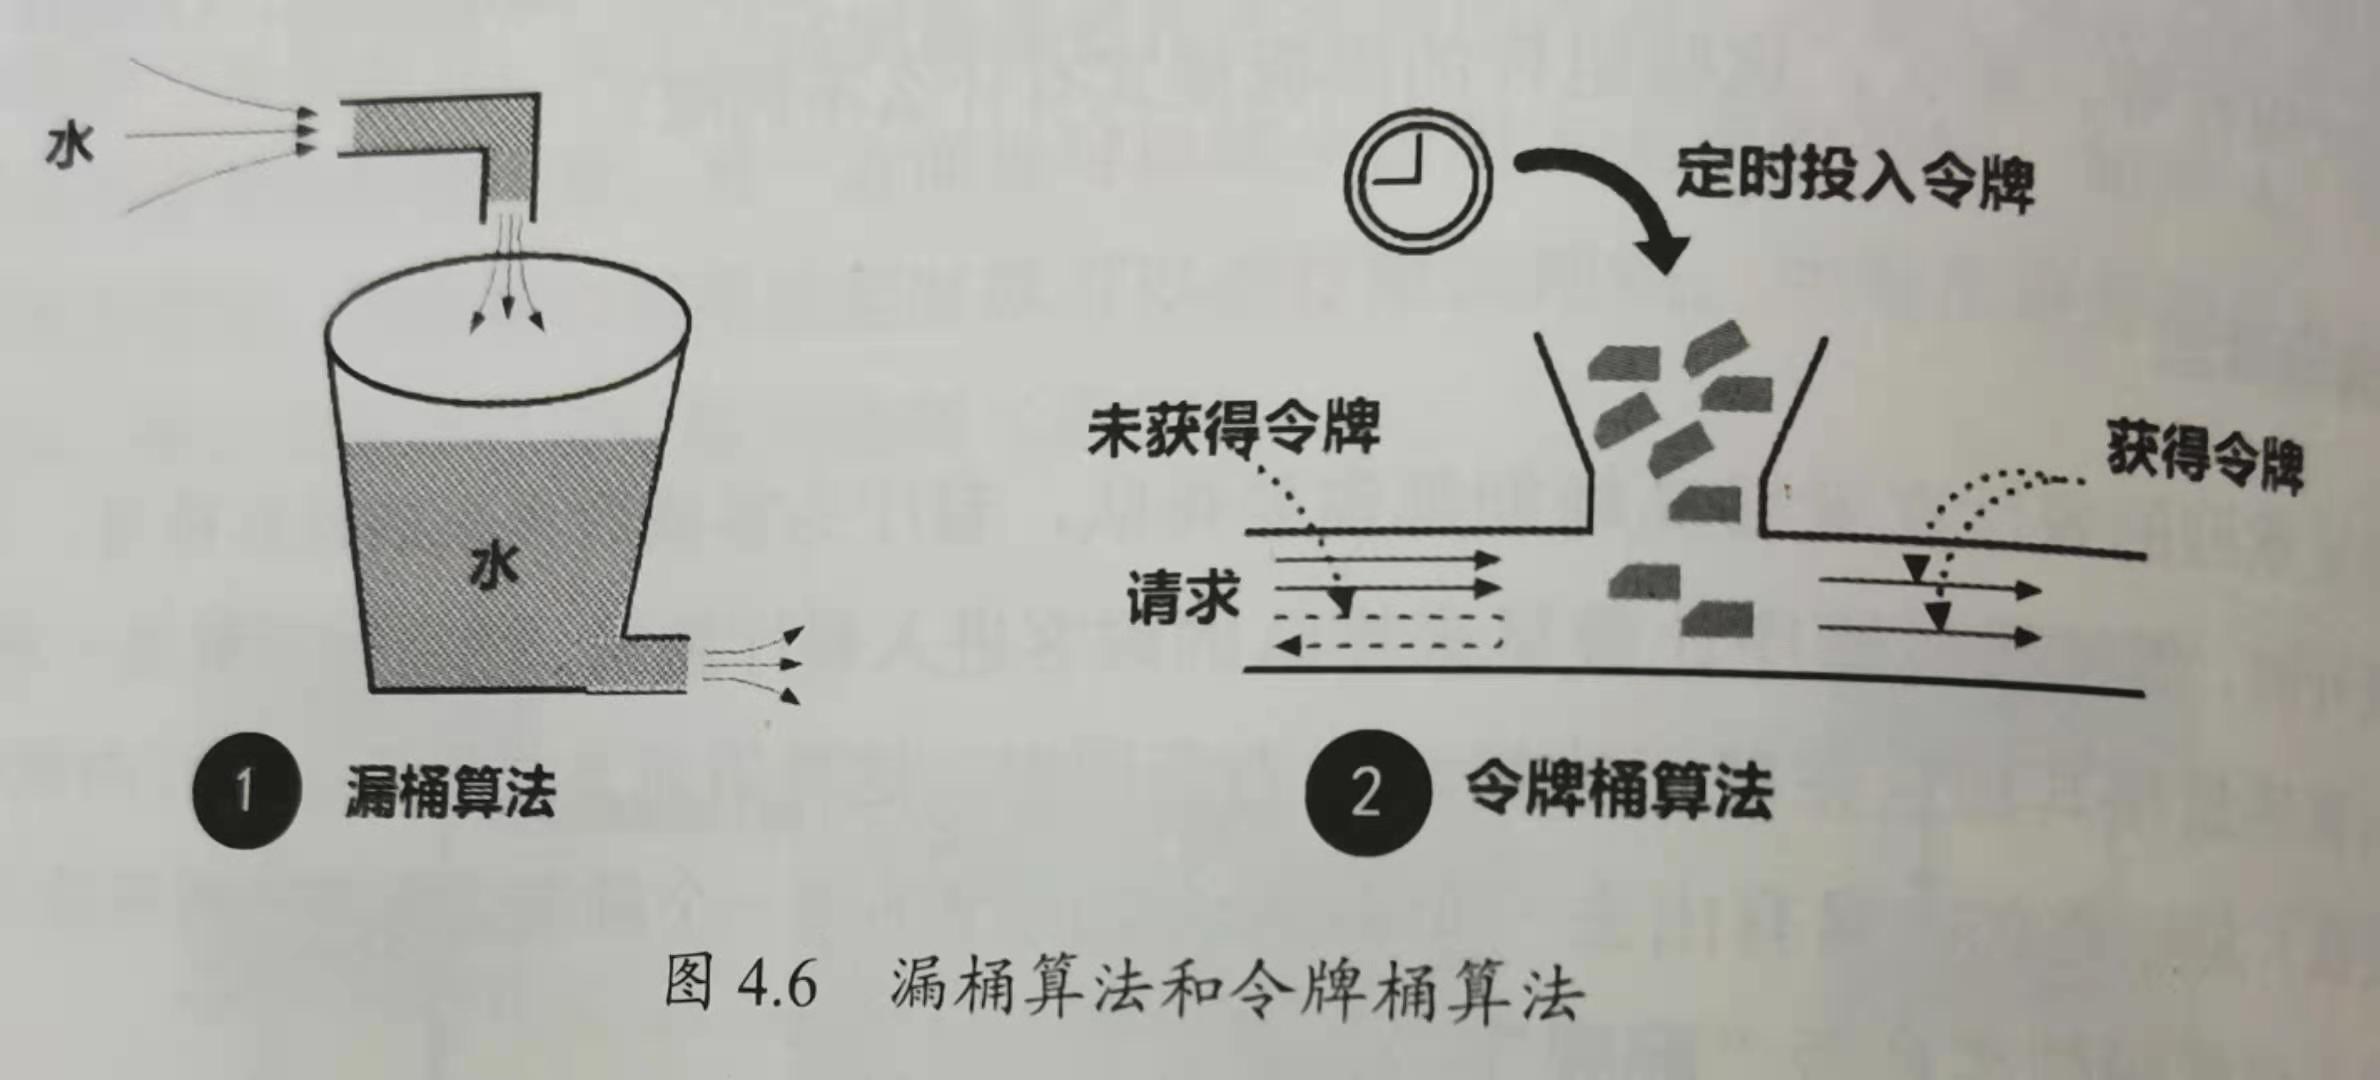 水
水
1 漏桶算法
定时投入令牌
未获得令牌
获得令牌
请求
2 令牌桶算法
图 4.6 漏桶算法和令牌桶算法